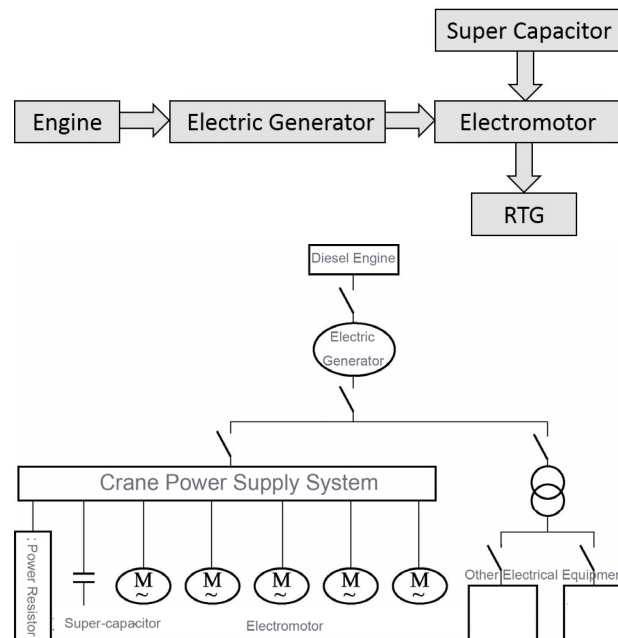 Super Capacitor
Engine
Electric Generator
Electromotor
RTG
Diesel Engine
Electric
Generator
Crane Power Supply System
: Power Resistor :
M
~
M
~
M
~
M
~
M
~
Other Electrical Equipmen
Super-capacitor
Electromotor